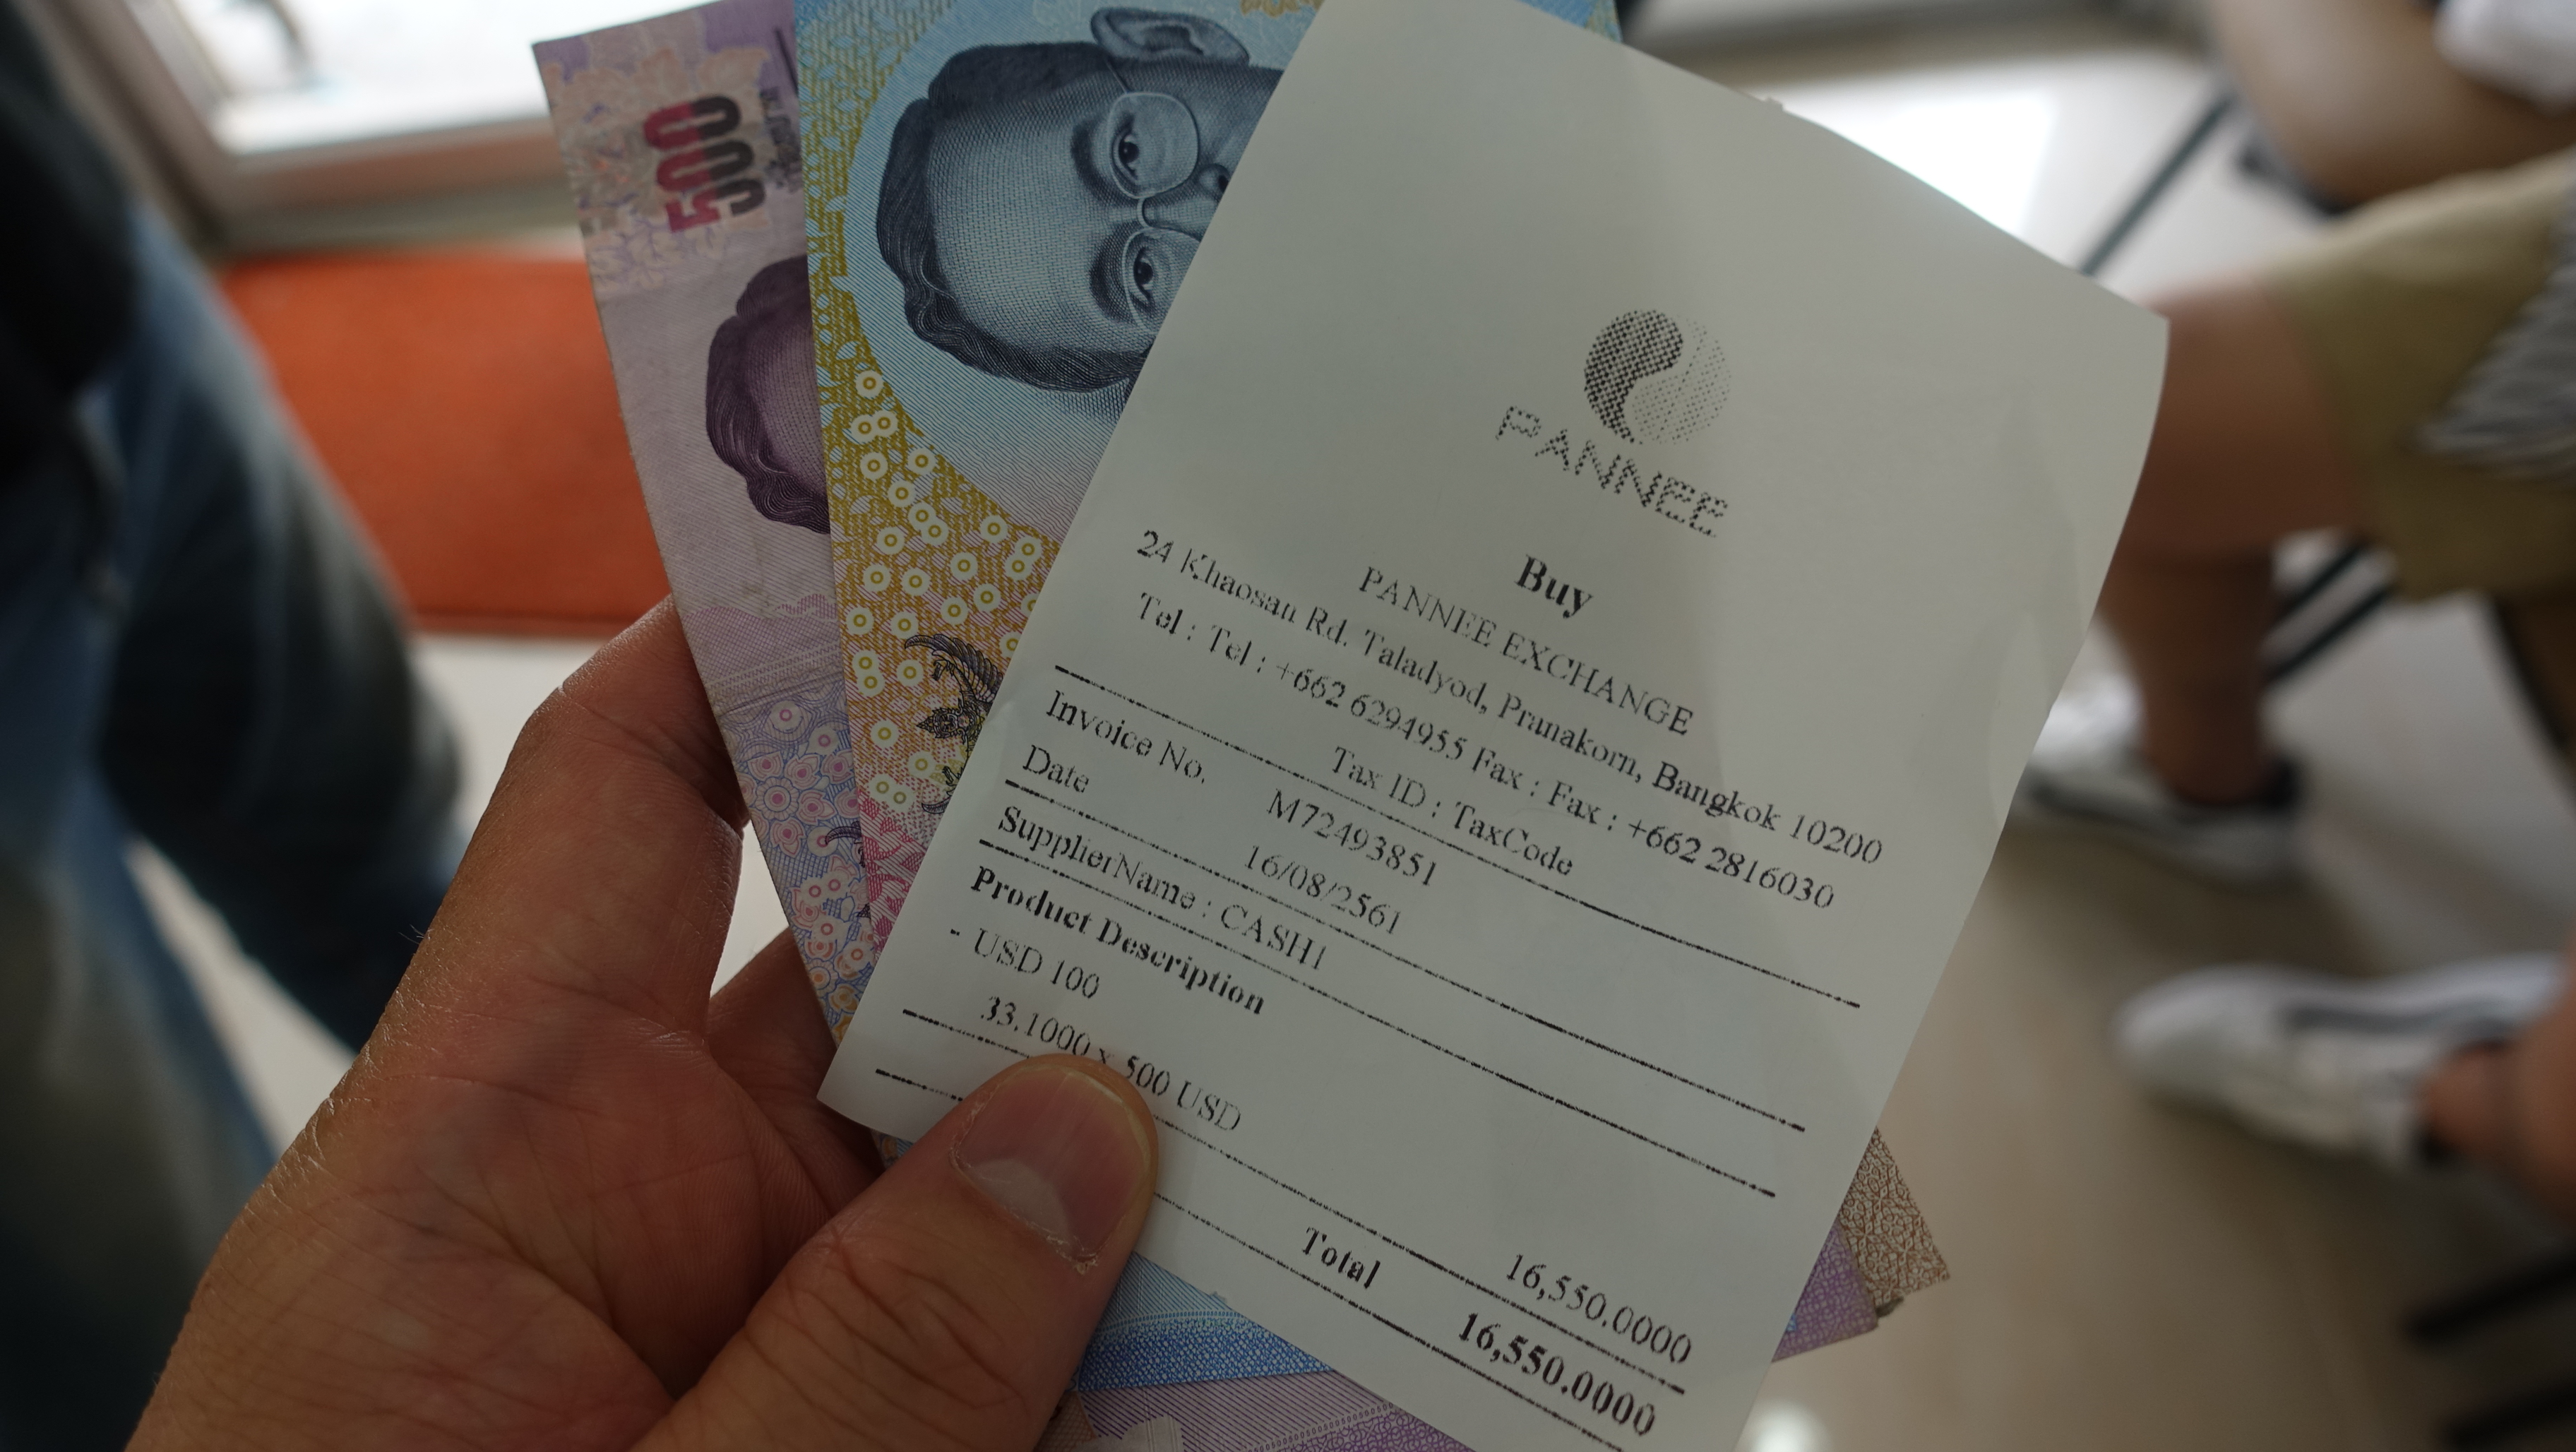 500
PANNEE
Buy
PANNEE EXCHANGE
24 Khaosan Rd. Taladyod, Pranakorn, Bangkok 10200
Tel : Tel : +662 6294955 Fax : Fax : +662 2816030
Tax ID : TaxCode
Invoice No. M72493851
Date 16/08/2561
SupplierName : CASH1
Product Description
- USD 100
33.1000 x 500 USD 16,550.0000
Total 16,550.0000